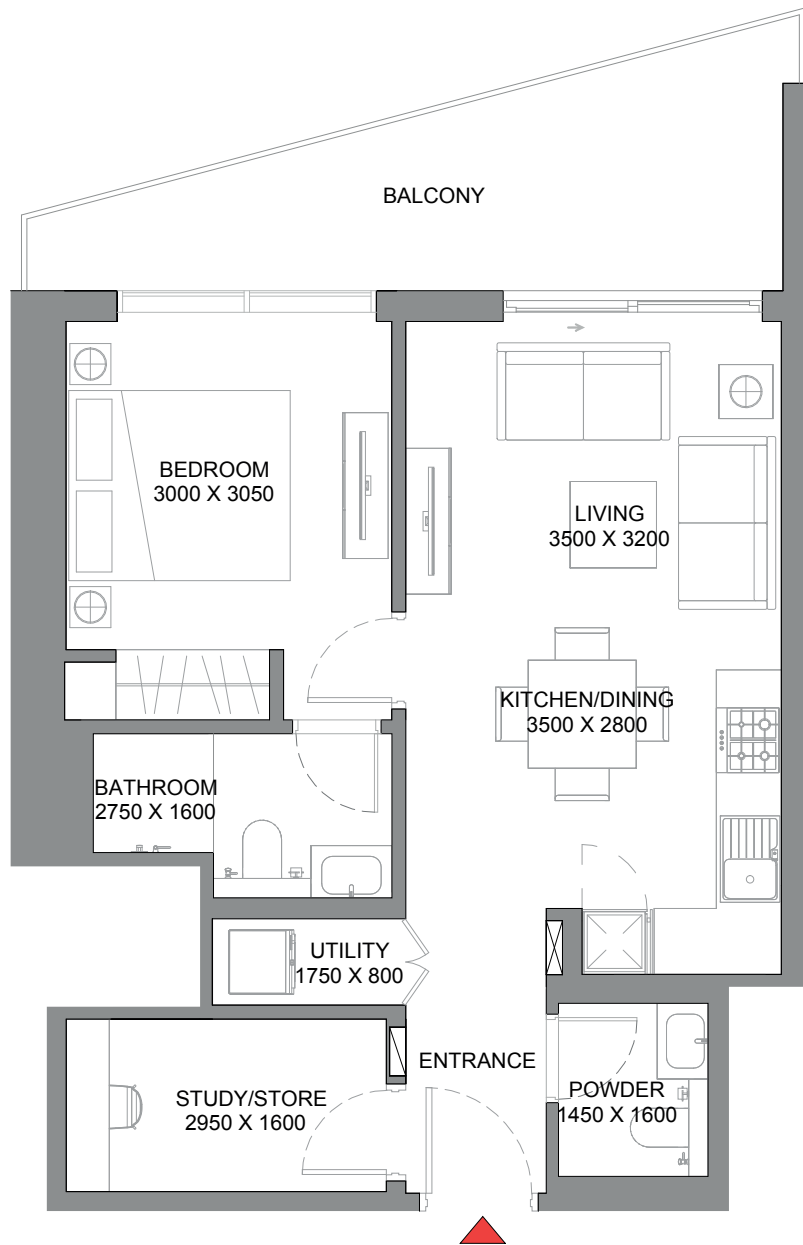 BALCONY
BEDROOM
3000 X 3050
LIVING
3500 X 3200
KITCHEN/DINING
3500 X 2800
BATHROOM
2750 X 1600
UTILITY
1750 X 800
ENTRANCE
STUDY/STORE
2950 X 1600
POWDER
1450 X 1600